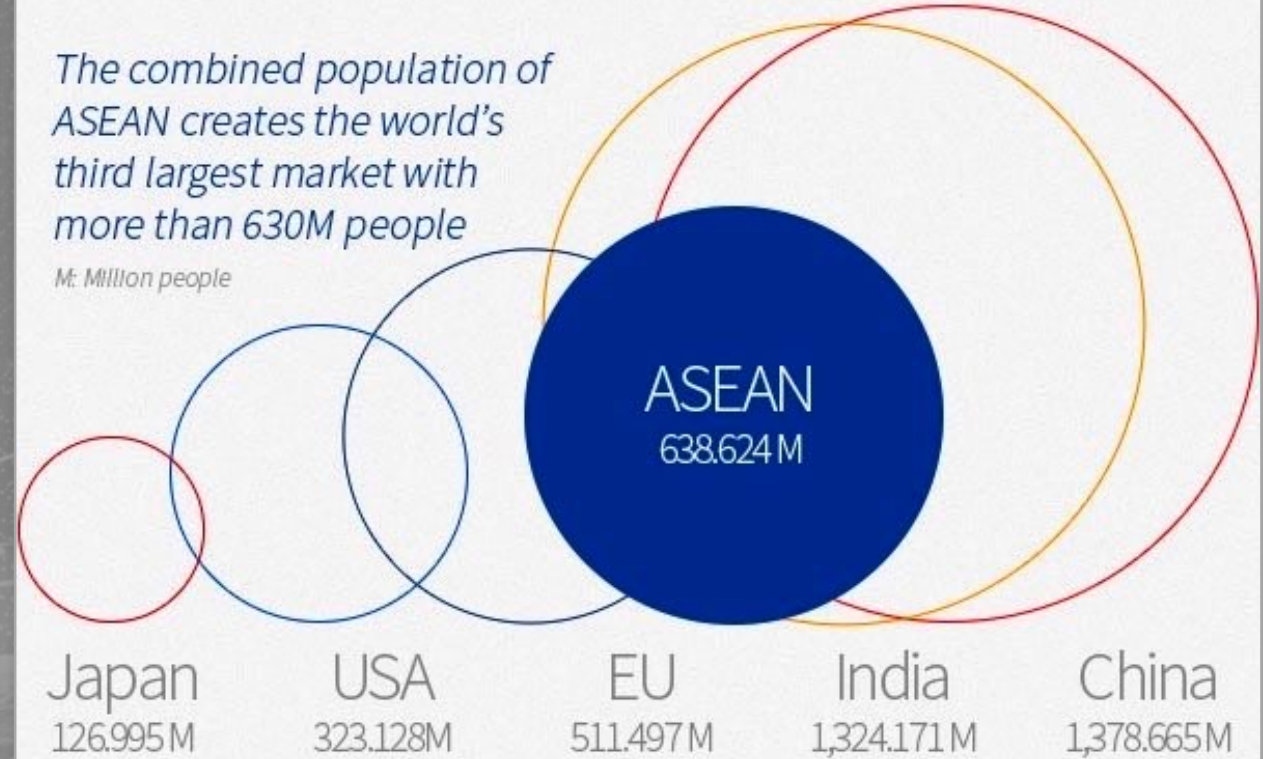 The combined population of
ASEAN creates the world’s
third largest market with
more than 630M people
M: Million people
ASEAN
638.624 M
Japan
126.995 M
USA
323.128M
EU
511.497 M
India
1,324.171 M
China
1,378.665 M